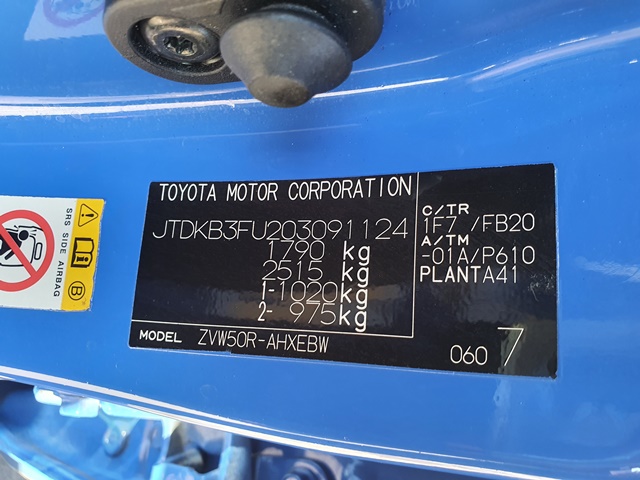 TOYOTA MOTOR CORPORATION
JTDKB3FU203091124
1790 kg
2515 kg
1-1020kg
2- 975kg
C/TR
1F7 /FB20
A/TM
-01A/P610
PLANTA41
MODEL ZVW50R-AHXEBW
060 7
SRS SIDE AIRBAG
B